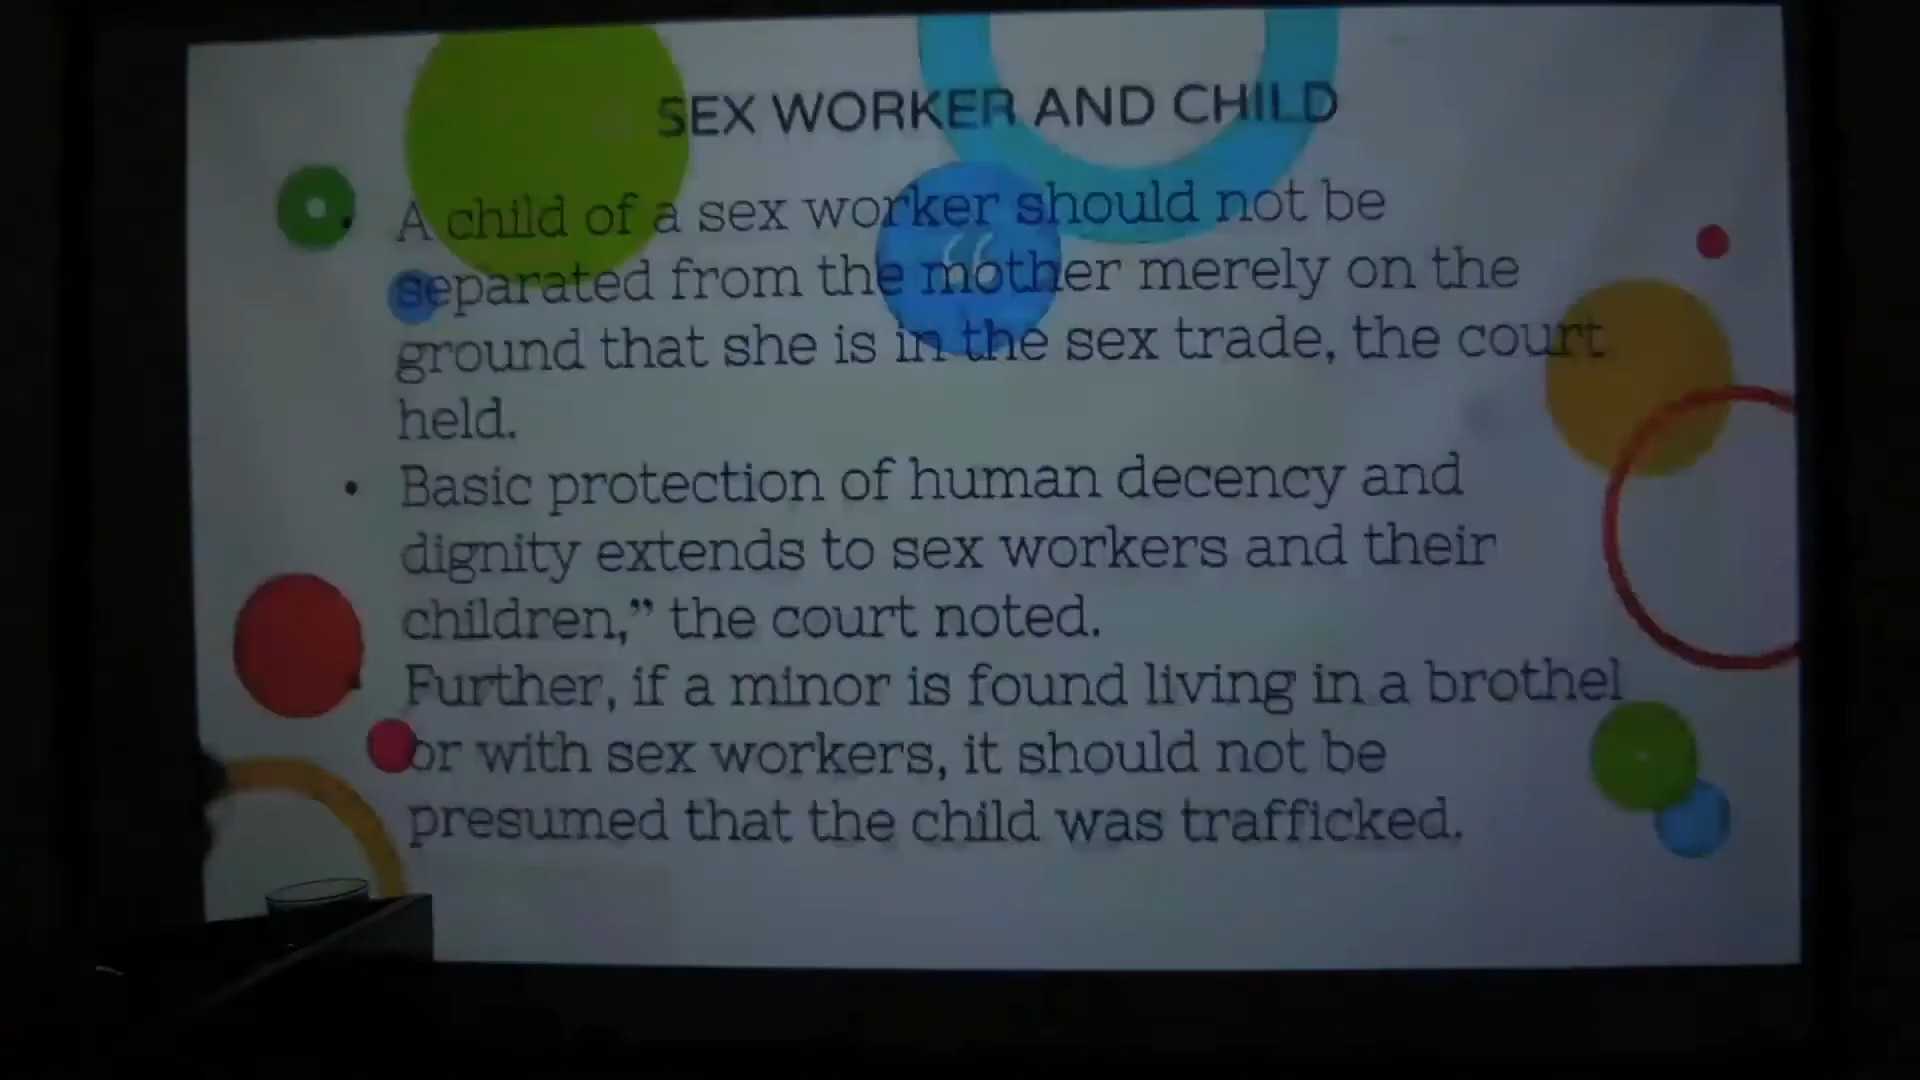 SEX WORKER AND CHILD
• A child of a sex worker should not be
separated from the mother merely on the
ground that she is in the sex trade, the court
held.
• Basic protection of human decency and
dignity extends to sex workers and their
children,” the court noted.
• Further, if a minor is found living in a brothel
or with sex workers, it should not be
presumed that the child was trafficked.